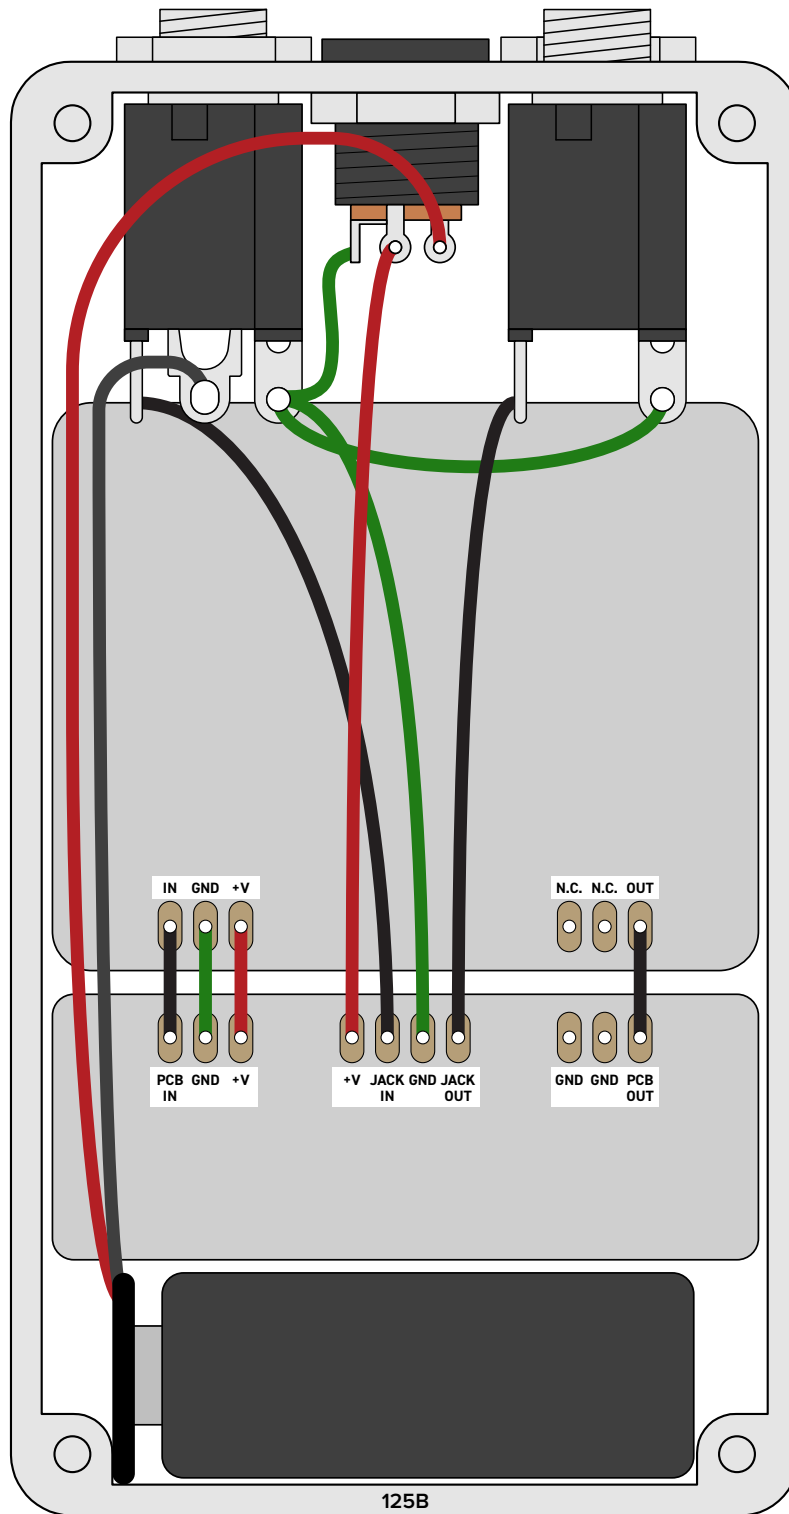 IN GND +V
N.C. N.C. OUT
PCB IN GND +V
+V JACK IN GND JACK OUT
GND GND PCB OUT
125B